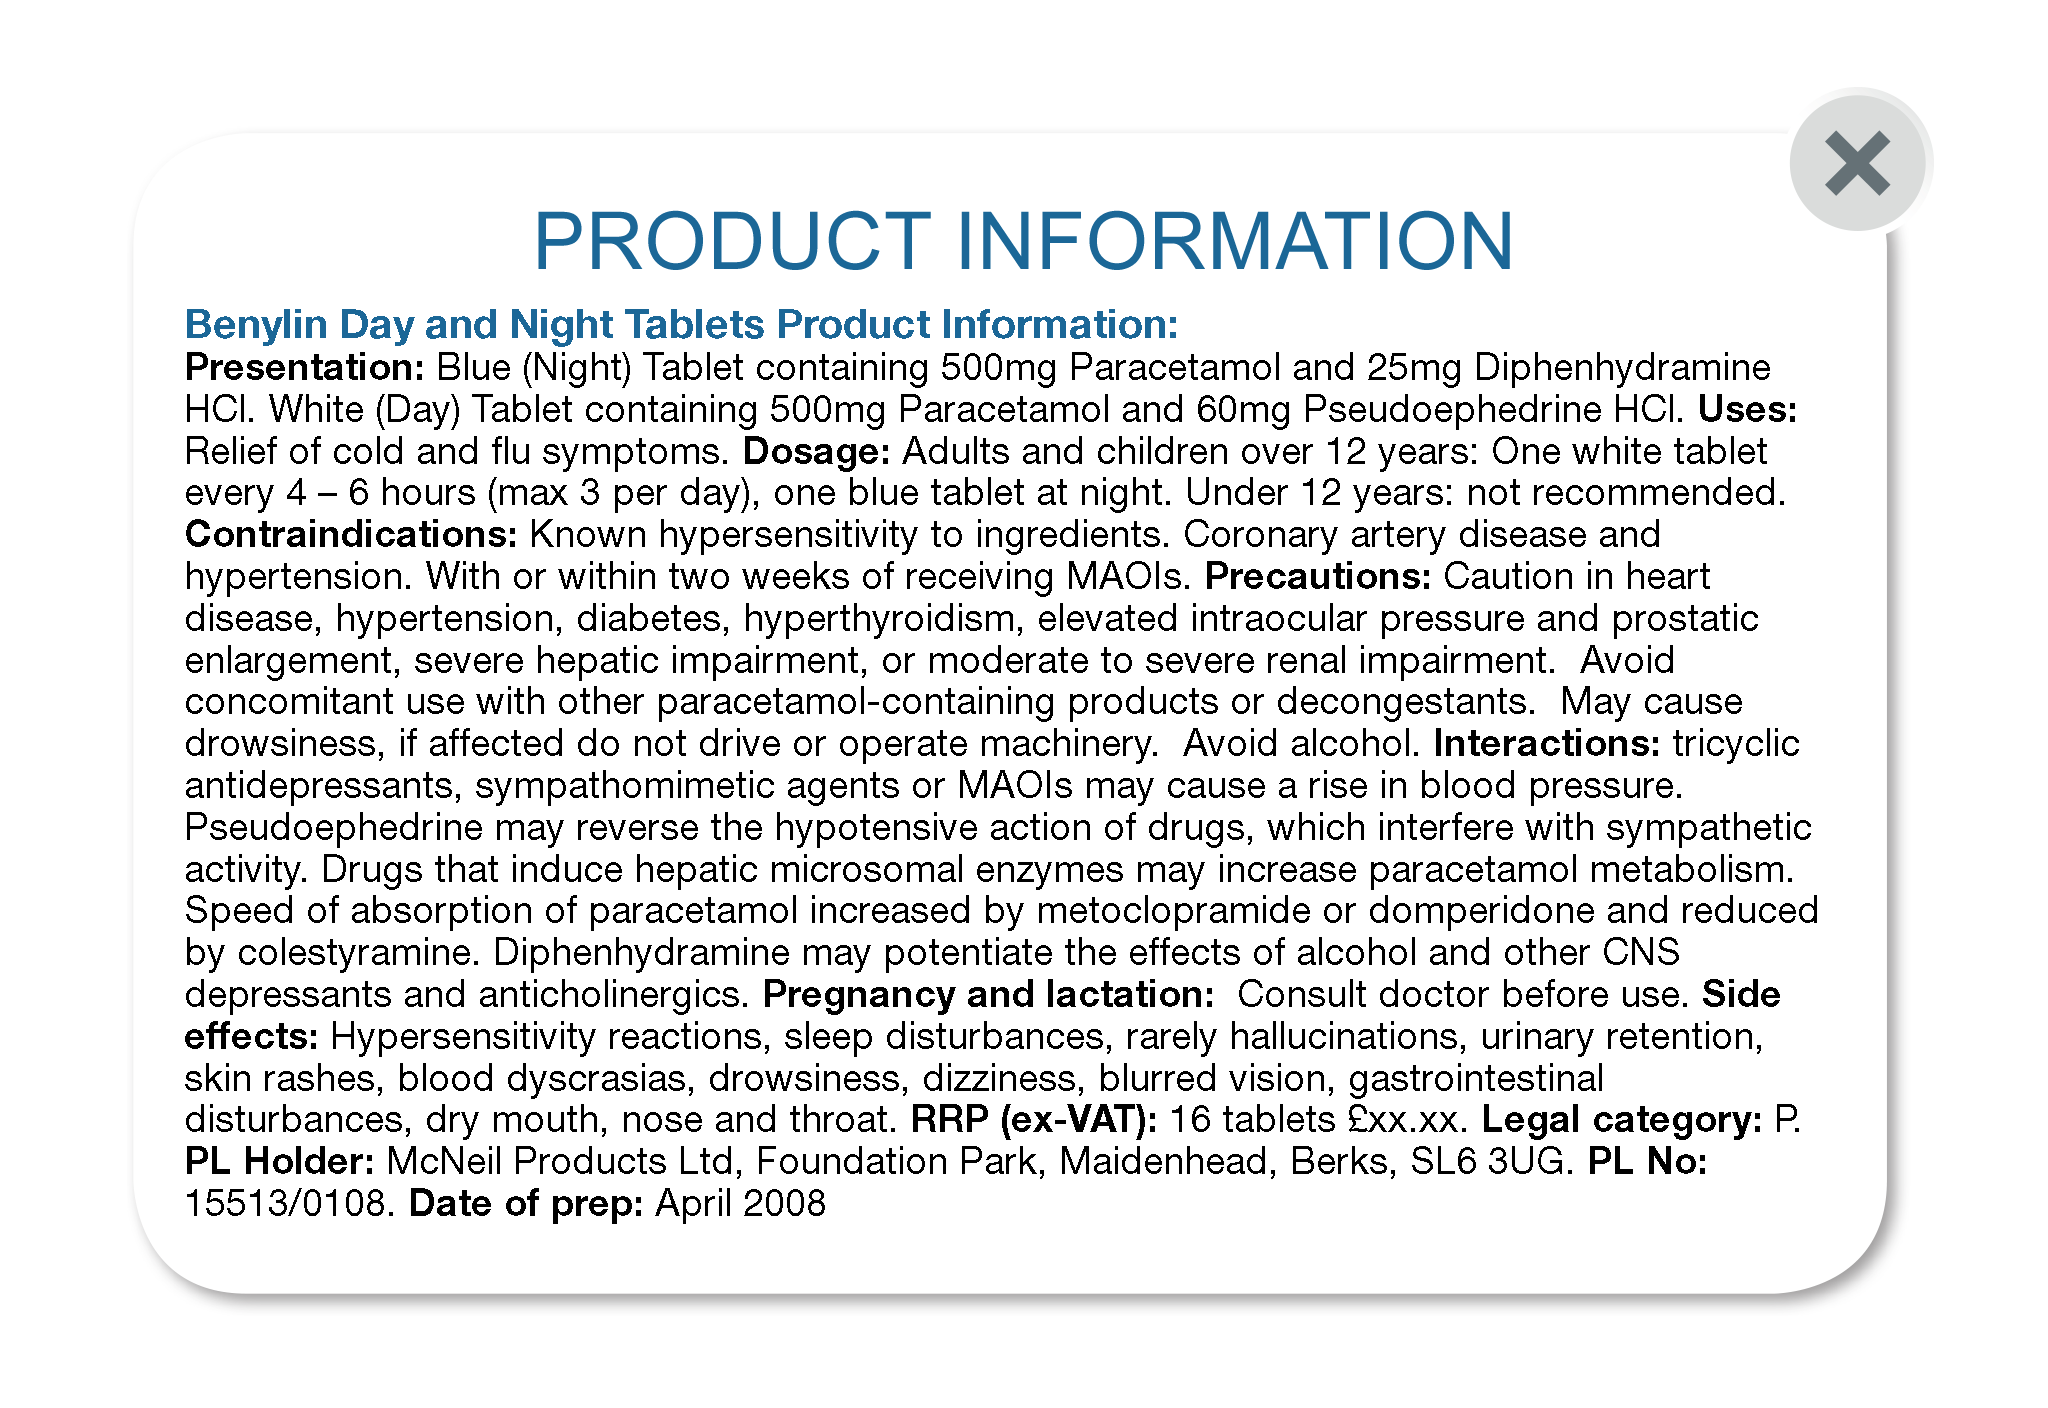 PRODUCT INFORMATION
Benylin Day and Night Tablets Product Information:
Presentation: Blue (Night) Tablet containing 500mg Paracetamol and 25mg Diphenhydramine
HCl. White (Day) Tablet containing 500mg Paracetamol and 60mg Pseudoephedrine HCl. Uses:
Relief of cold and flu symptoms. Dosage: Adults and children over 12 years: One white tablet
every 4 – 6 hours (max 3 per day), one blue tablet at night. Under 12 years: not recommended.
Contraindications: Known hypersensitivity to ingredients. Coronary artery disease and
hypertension. With or within two weeks of receiving MAOIs. Precautions: Caution in heart
disease, hypertension, diabetes, hyperthyroidism, elevated intraocular pressure and prostatic
enlargement, severe hepatic impairment, or moderate to severe renal impairment.  Avoid
concomitant use with other paracetamol-containing products or decongestants.  May cause
drowsiness, if affected do not drive or operate machinery.  Avoid alcohol. Interactions: tricyclic
antidepressants, sympathomimetic agents or MAOIs may cause a rise in blood pressure.
Pseudoephedrine may reverse the hypotensive action of drugs, which interfere with sympathetic
activity. Drugs that induce hepatic microsomal enzymes may increase paracetamol metabolism.
Speed of absorption of paracetamol increased by metoclopramide or domperidone and reduced
by colestyramine. Diphenhydramine may potentiate the effects of alcohol and other CNS
depressants and anticholinergics. Pregnancy and lactation:  Consult doctor before use. Side
effects: Hypersensitivity reactions, sleep disturbances, rarely hallucinations, urinary retention,
skin rashes, blood dyscrasias, drowsiness, dizziness, blurred vision, gastrointestinal
disturbances, dry mouth, nose and throat. RRP (ex-VAT): 16 tablets £xx.xx. Legal category: P.
PL Holder: McNeil Products Ltd, Foundation Park, Maidenhead, Berks, SL6 3UG. PL No:
15513/0108. Date of prep: April 2008